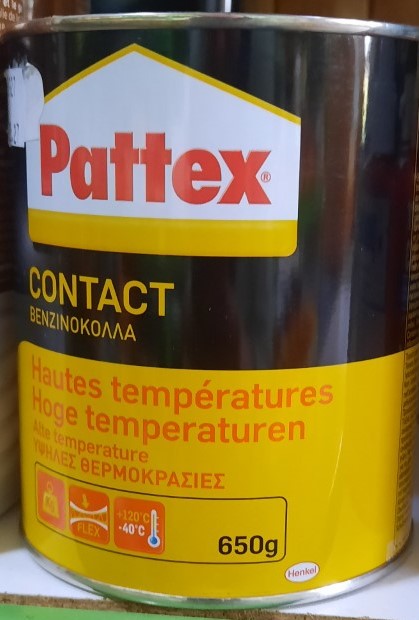 Pattex®
CONTACT
ΒΕΝΖΙΝΟΚΟΛΛΑ
Hautes températures
Hoge temperaturen
Alte temperature
ΥΨΗΛΕΣ ΘΕΡΜΟΚΡΑΣΙΕΣ
FLEX
+120°C
-40°C
650g
Henkel